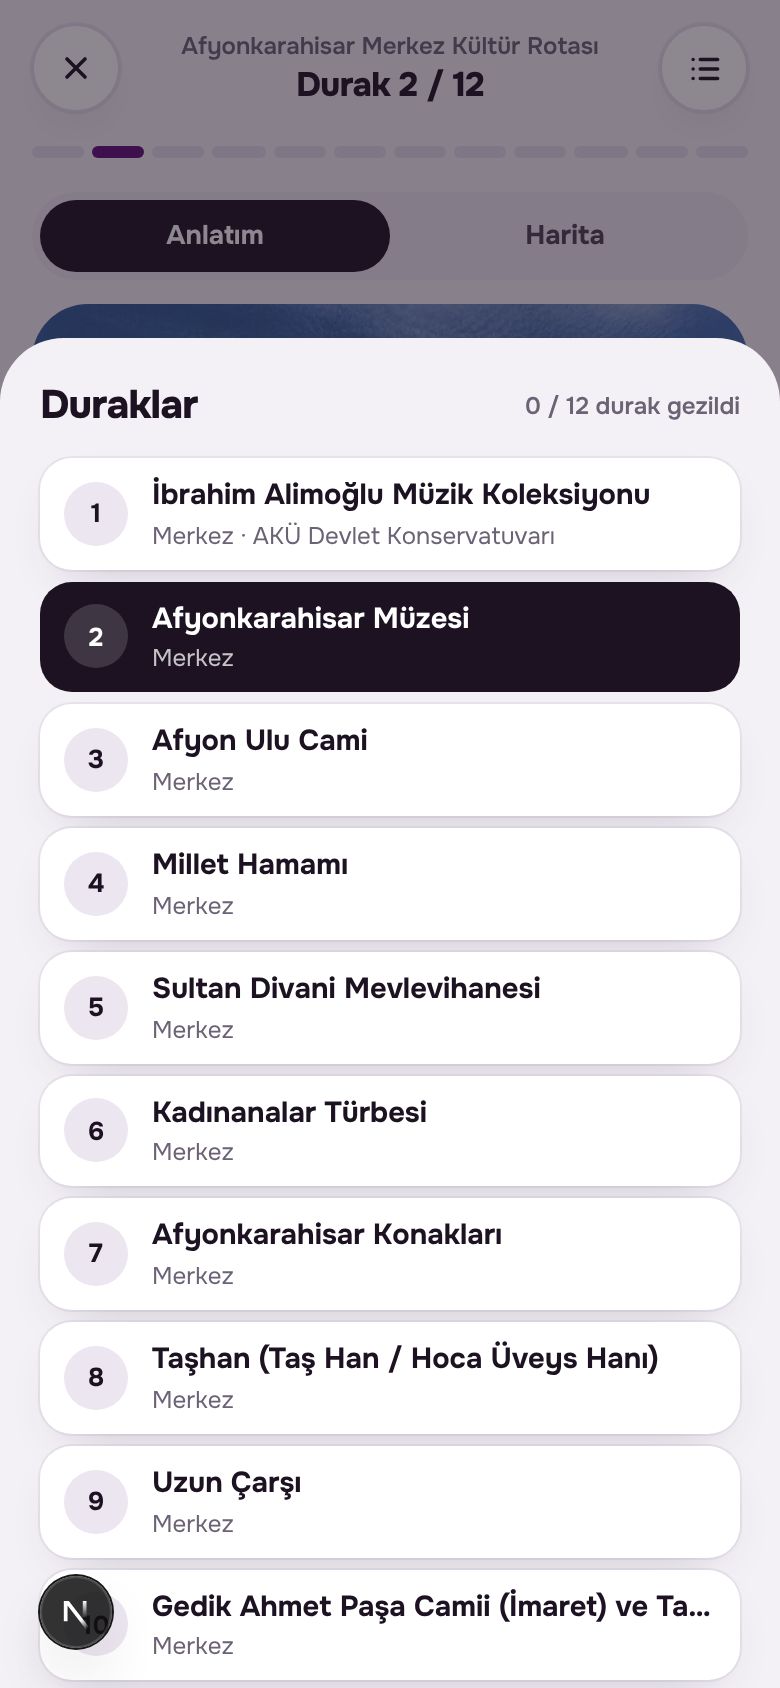 Afyonkarahisar Merkez Kültür Rotası
Durak 2 / 12
Anlatım
Harita
Duraklar
0 / 12 durak gezildi
1
İbrahim Alimoğlu Müzik Koleksiyonu
Merkez · AKÜ Devlet Konservatuvarı
2
Afyonkarahisar Müzesi
Merkez
3
Afyon Ulu Cami
Merkez
4
Millet Hamamı
Merkez
5
Sultan Divani Mevlevihanesi
Merkez
6
Kadınanalar Türbesi
Merkez
7
Afyonkarahisar Konakları
Merkez
8
Taşhan (Taş Han / Hoca Üveys Hanı)
Merkez
9
Uzun Çarşı
Merkez
N
10
Gedik Ahmet Paşa Camii (İmaret) ve Ta...
Merkez